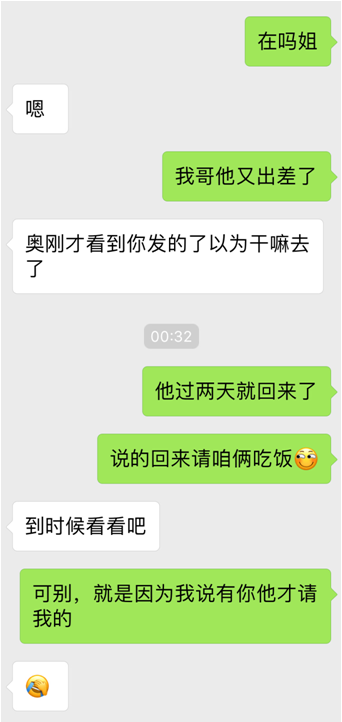 在吗姐
嗯
我哥他又出差了
奥刚才看到你发的了以为干嘛去
了
00:32
他过两天就回来了
说的回来请咱俩吃饭
到时候看看吧
可别，就是因为我说有你他才请
我的